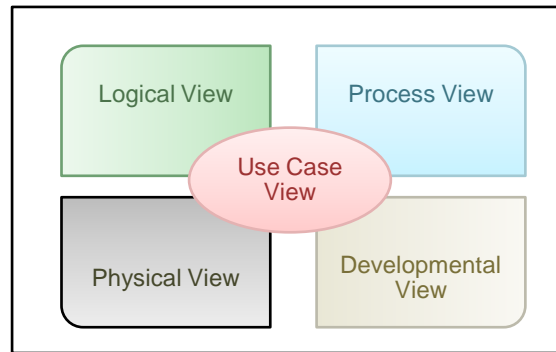 Logical View
Process View
Use Case
View
Physical View
Developmental
View